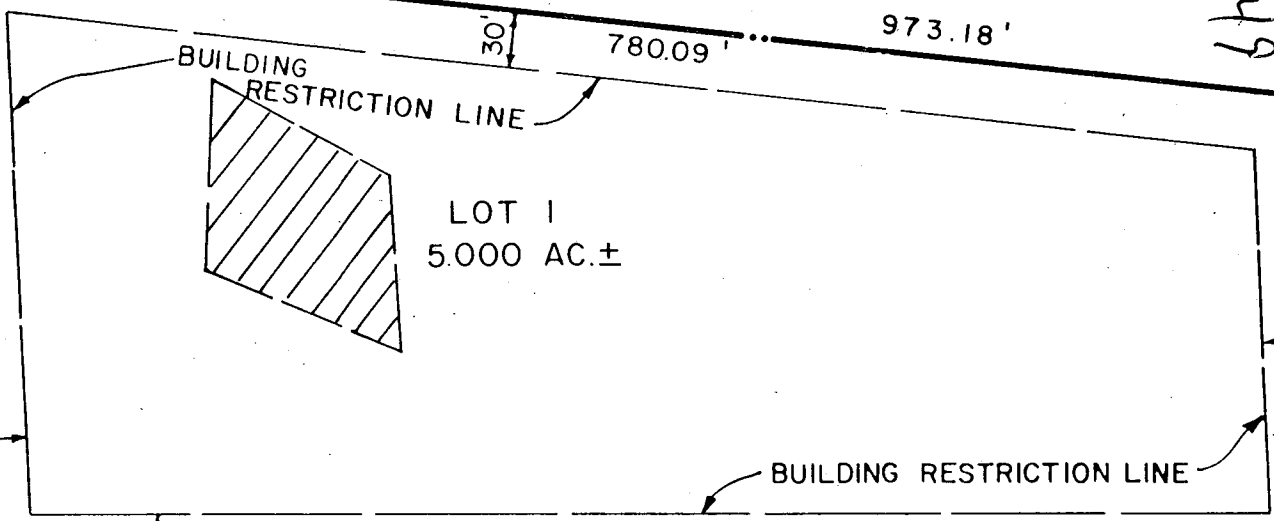 973.18'
30'
780.09'
BUILDING
RESTRICTION LINE
LOT 1
5.000 AC.±
BUILDING RESTRICTION LINE